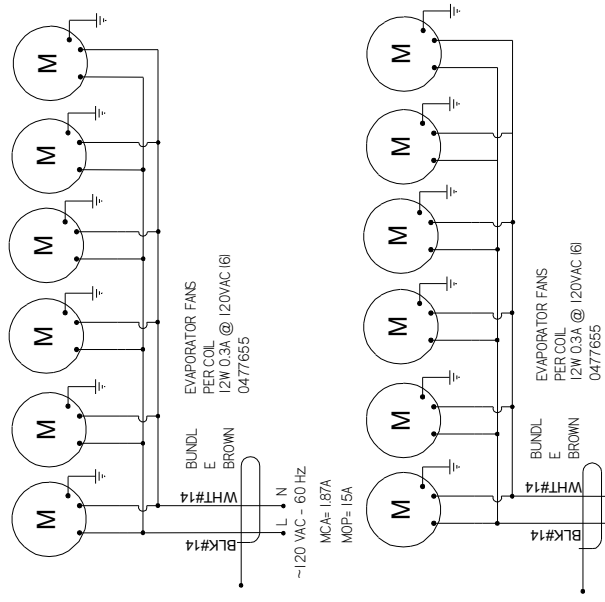 M
M
M
M
M
M
EVAPORATOR FANS
PER COIL
12W 0.3A @ 120VAC (6)
0477655
BUNDL
E
BROWN
WHT#14
BLK#14
L N
~120 VAC - 60 HZ
MCA= 1.87A
MOP= 15A
M
M
M
M
M
M
EVAPORATOR FANS
PER COIL
12W 0.3A @ 120VAC (6)
0477655
BUNDL
E
BROWN
WHT#14
BLK#14